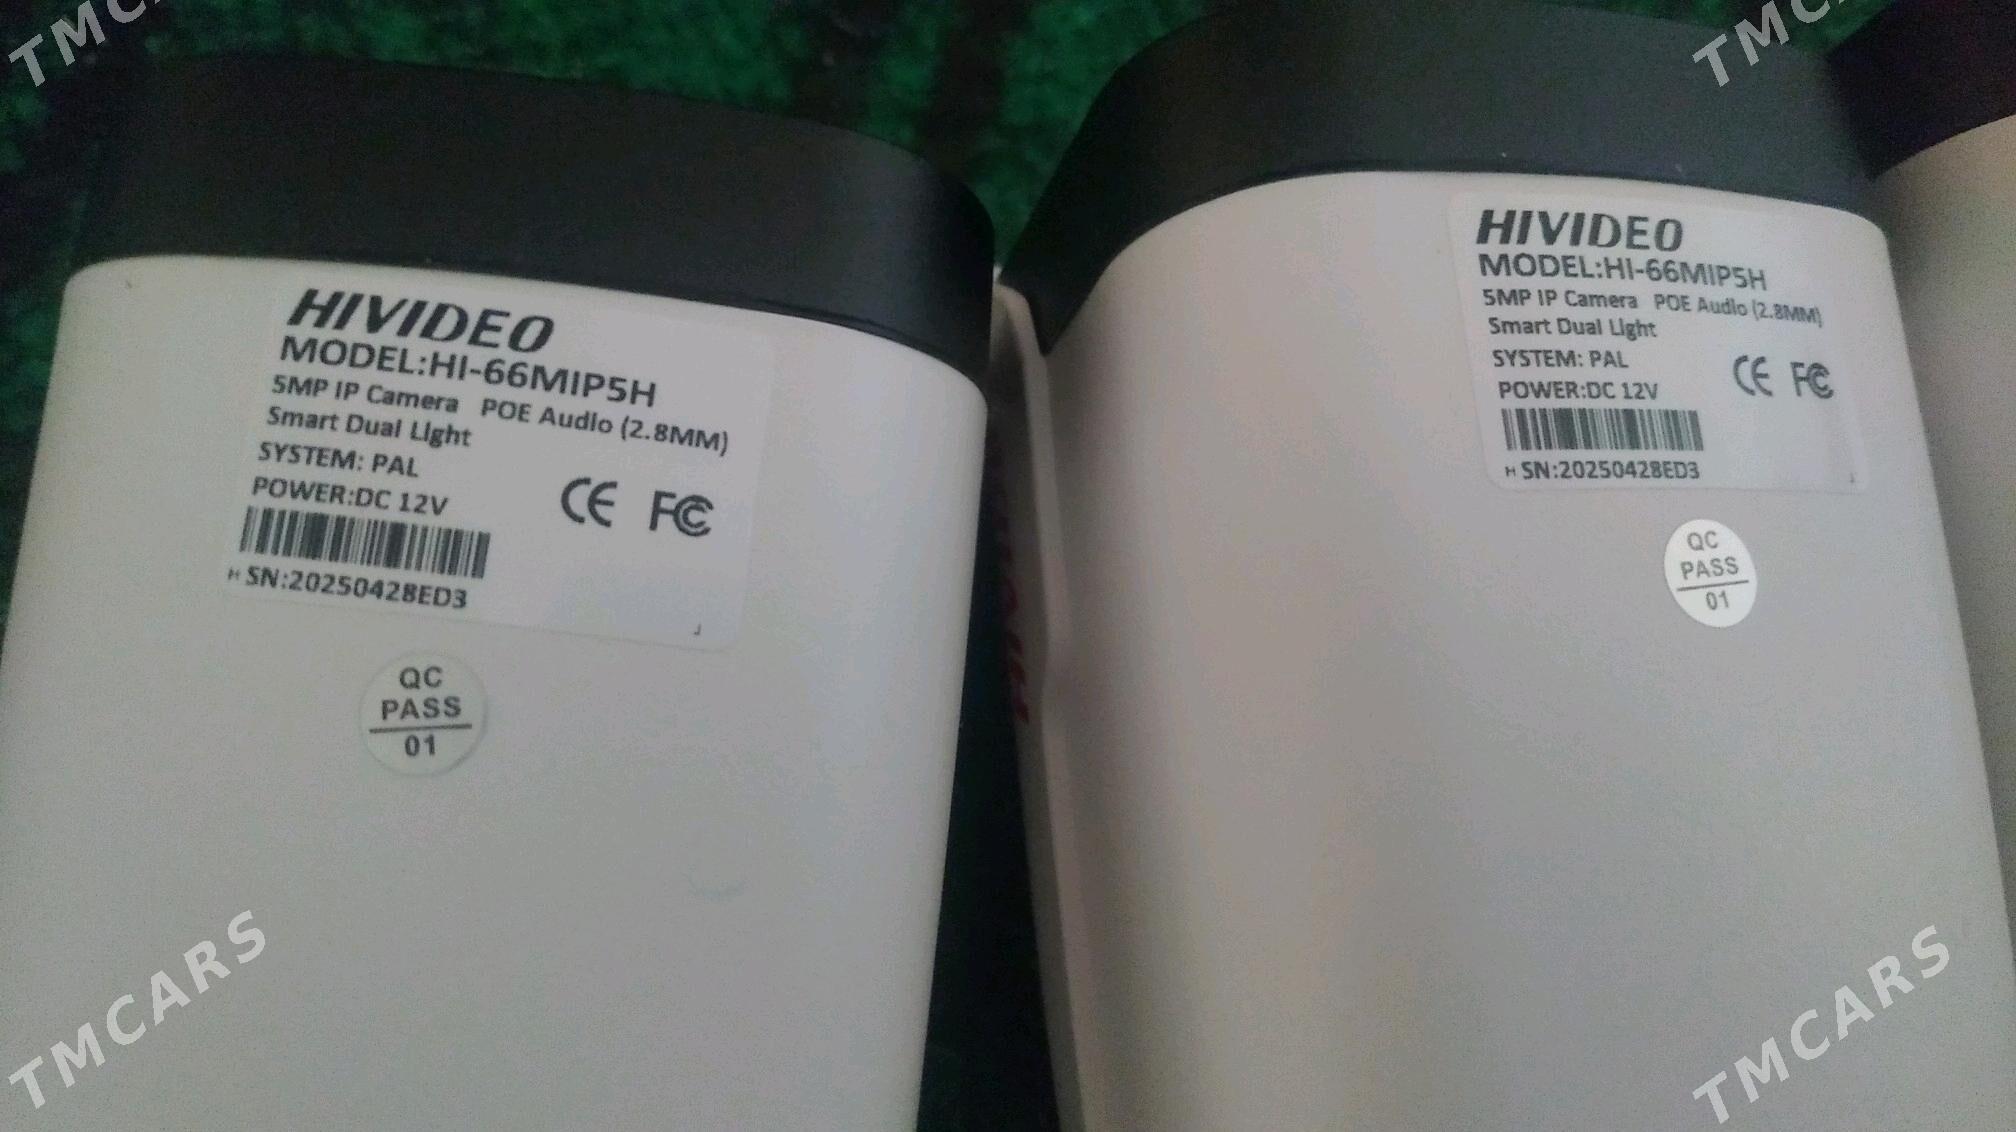 HIVIDEO
MODEL:HI-66MIP5H
5MP IP Camera POE Audio (2.8MM)
Smart Dual Light
SYSTEM: PAL
POWER:DC 12V
CE FC
H SN:20250428ED3
QC
PASS
01
HIVIDEO
MODEL:HI-66MIP5H
5MP IP Camera POE Audio (2.8MM)
Smart Dual Light
SYSTEM: PAL
POWER:DC 12V
CE FC
H SN:20250428ED3
QC
PASS
01
TMCARS
TMCARS